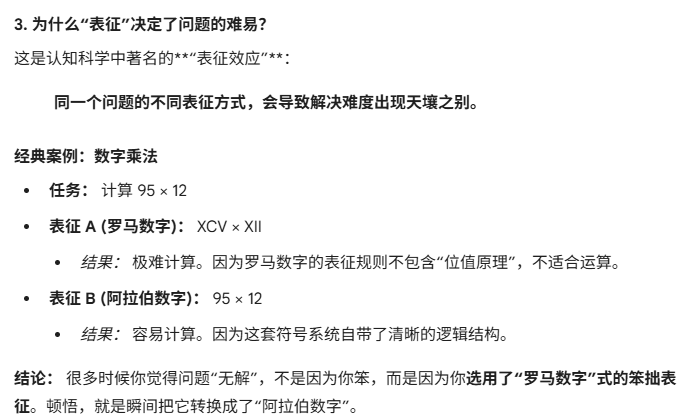 3. 为什么“表征”决定了问题的难易？
这是认知科学中著名的**“表征效应”**：
同一个问题的不同表征方式，会导致解决难度出现天壤之别。
经典案例：数字乘法
• 任务： 计算 95 × 12
• 表征 A (罗马数字)： XCV × XII
• 结果： 极难计算。因为罗马数字的表征规则不包含“位值原理”，不适合运算。
• 表征 B (阿拉伯数字)： 95 × 12
• 结果： 容易计算。因为这套符号系统自带了清晰的逻辑结构。
结论： 很多时候你觉得问题“无解”，不是因为你笨，而是因为你选用了“罗马数字”式的笨拙表
征。顿悟，就是瞬间把它转换成了“阿拉伯数字”。